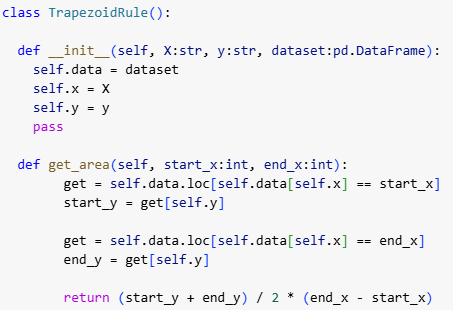 class TrapezoidRule():
def __init__(self, X:str, y:str, dataset:pd.DataFrame):
self.data = dataset
self.x = X
self.y = y
pass
def get_area(self, start_x:int, end_x:int):
get = self.data.loc[self.data[self.x] == start_x]
start_y = get[self.y]
get = self.data.loc[self.data[self.x] == end_x]
end_y = get[self.y]
return (start_y + end_y) / 2 * (end_x - start_x)